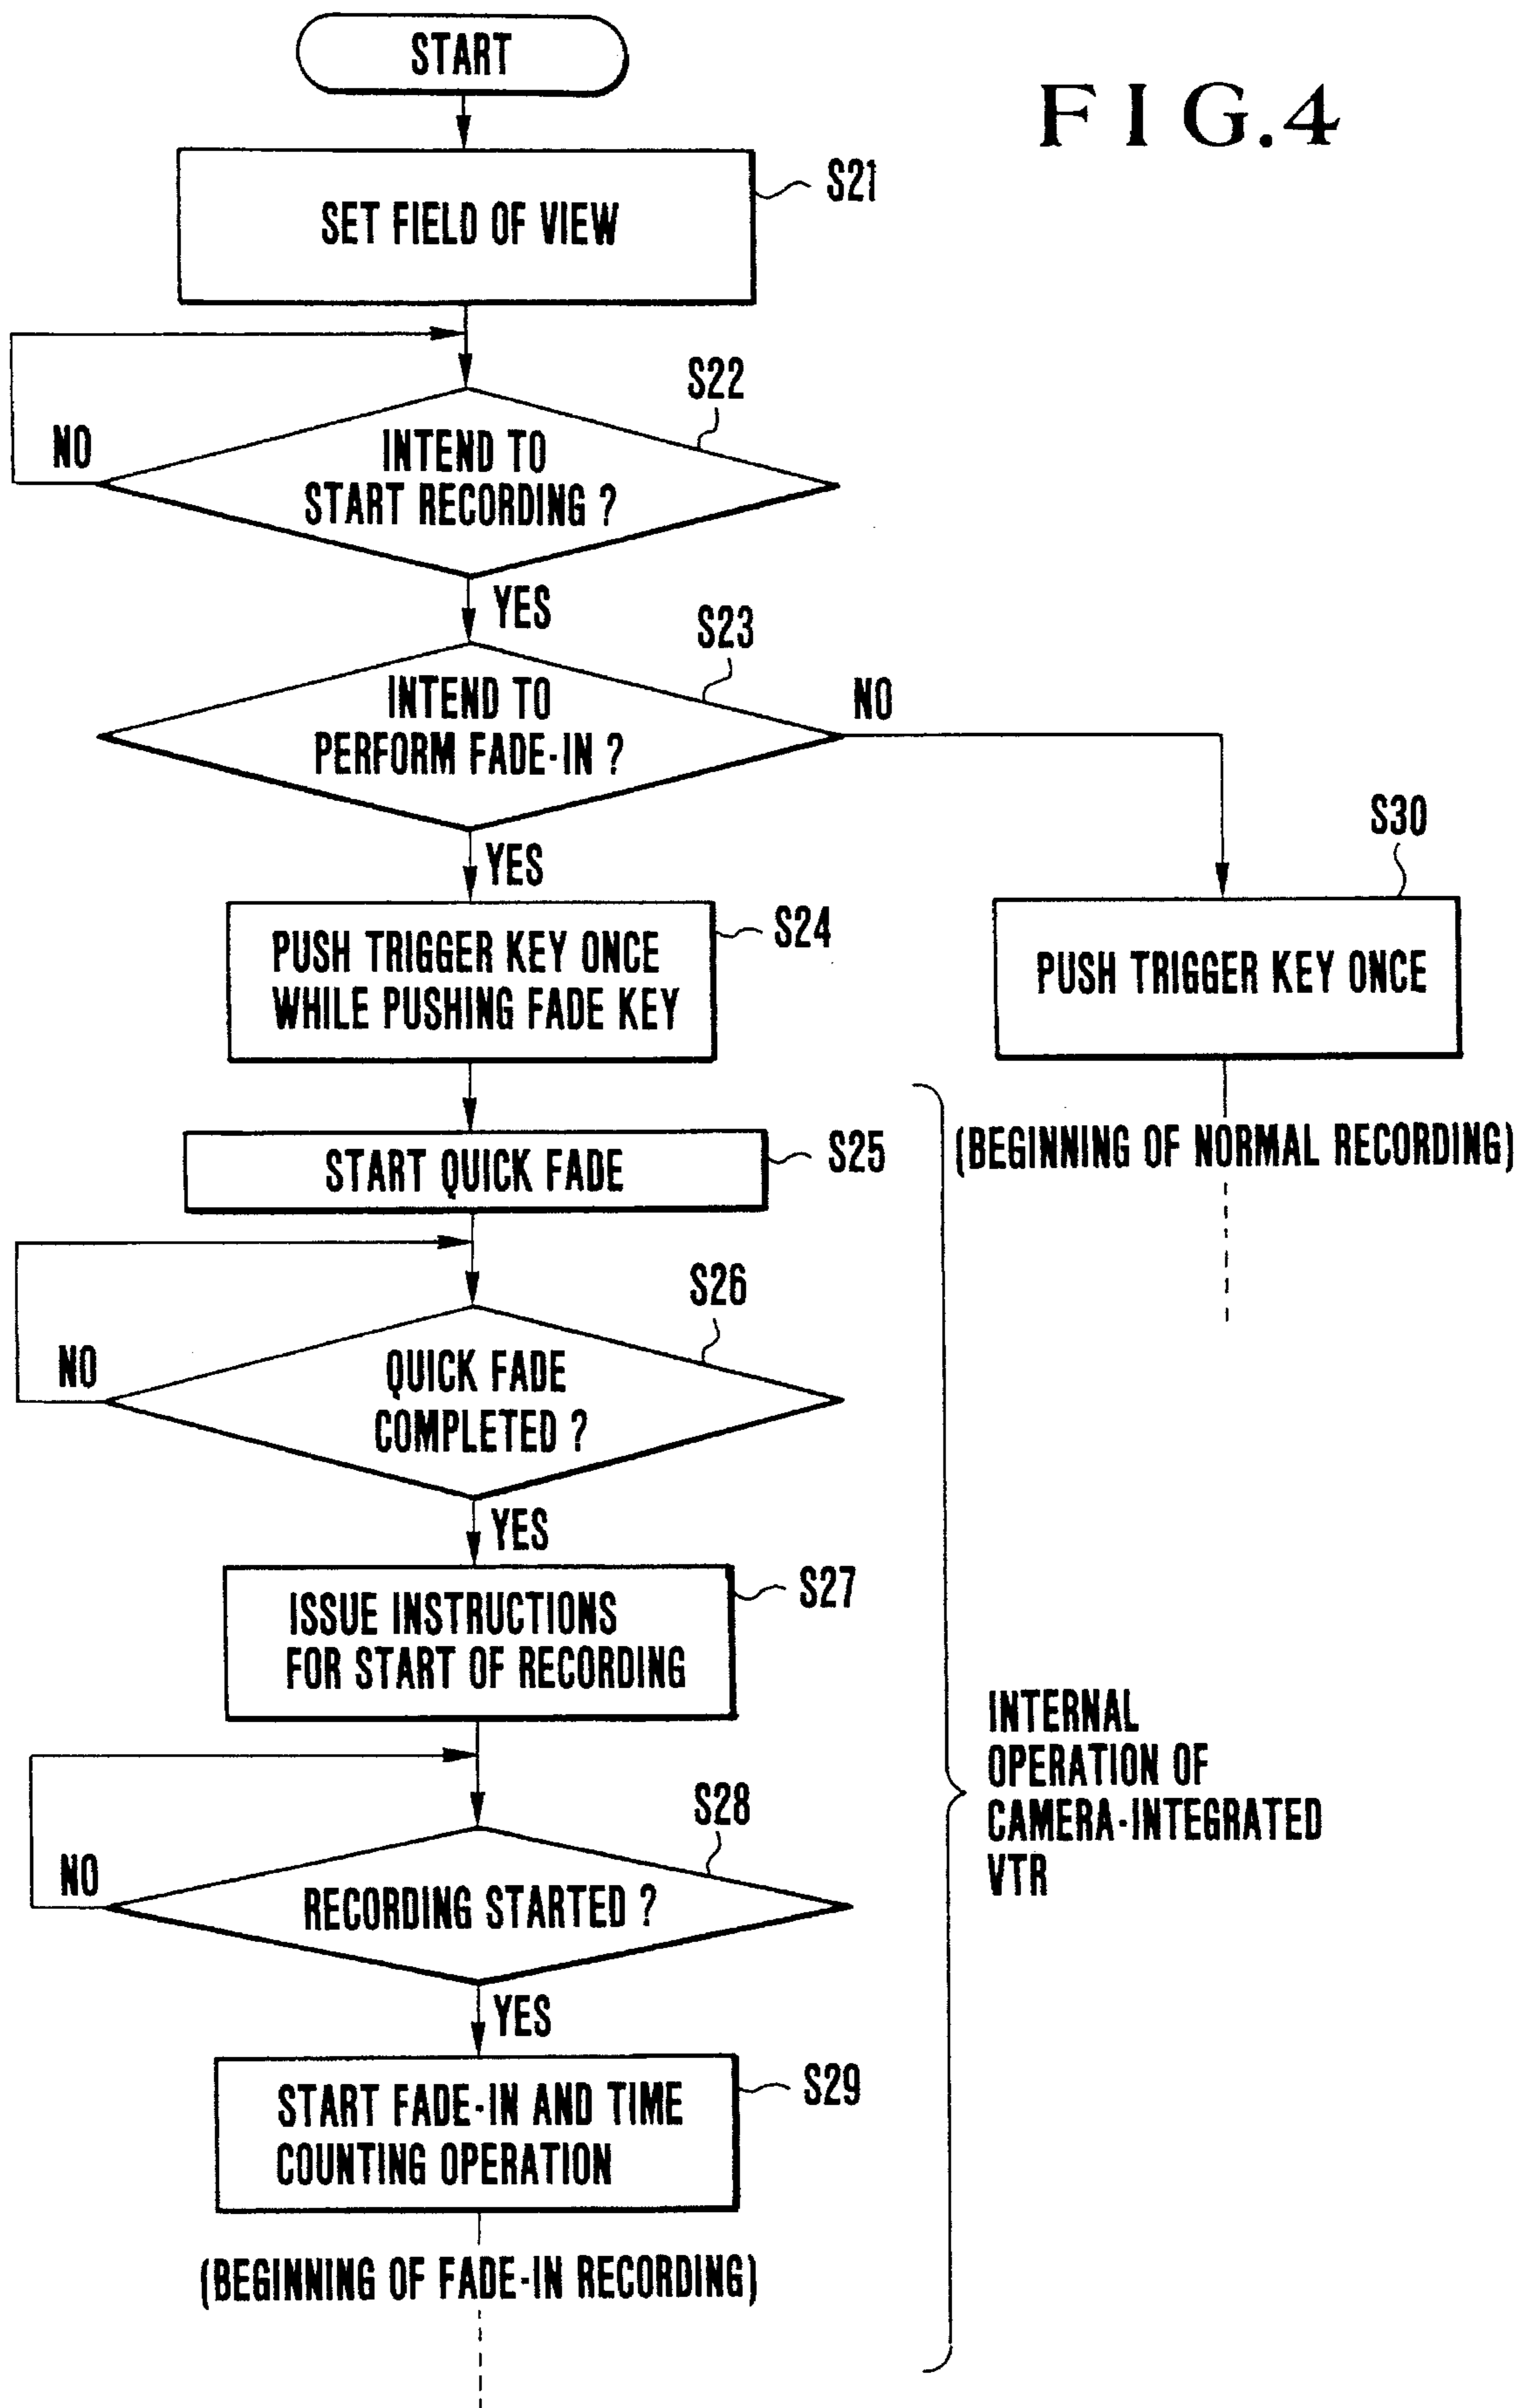 START
FIG.4
S21
SET FIELD OF VIEW
S22
NO
INTEND TO
START RECORDING ?
YES
S23
INTEND TO
PERFORM FADE-IN ?
NO
YES
S30
S24
PUSH TRIGGER KEY ONCE
WHILE PUSHING FADE KEY
PUSH TRIGGER KEY ONCE
(BEGINNING OF NORMAL RECORDING)
S25
START QUICK FADE
S26
NO
QUICK FADE
COMPLETED ?
YES
S27
ISSUE INSTRUCTIONS
FOR START OF RECORDING
INTERNAL
OPERATION OF
CAMERA-INTEGRATED
VTR
S28
NO
RECORDING STARTED ?
YES
S29
START FADE-IN AND TIME
COUNTING OPERATION
(BEGINNING OF FADE-IN RECORDING)